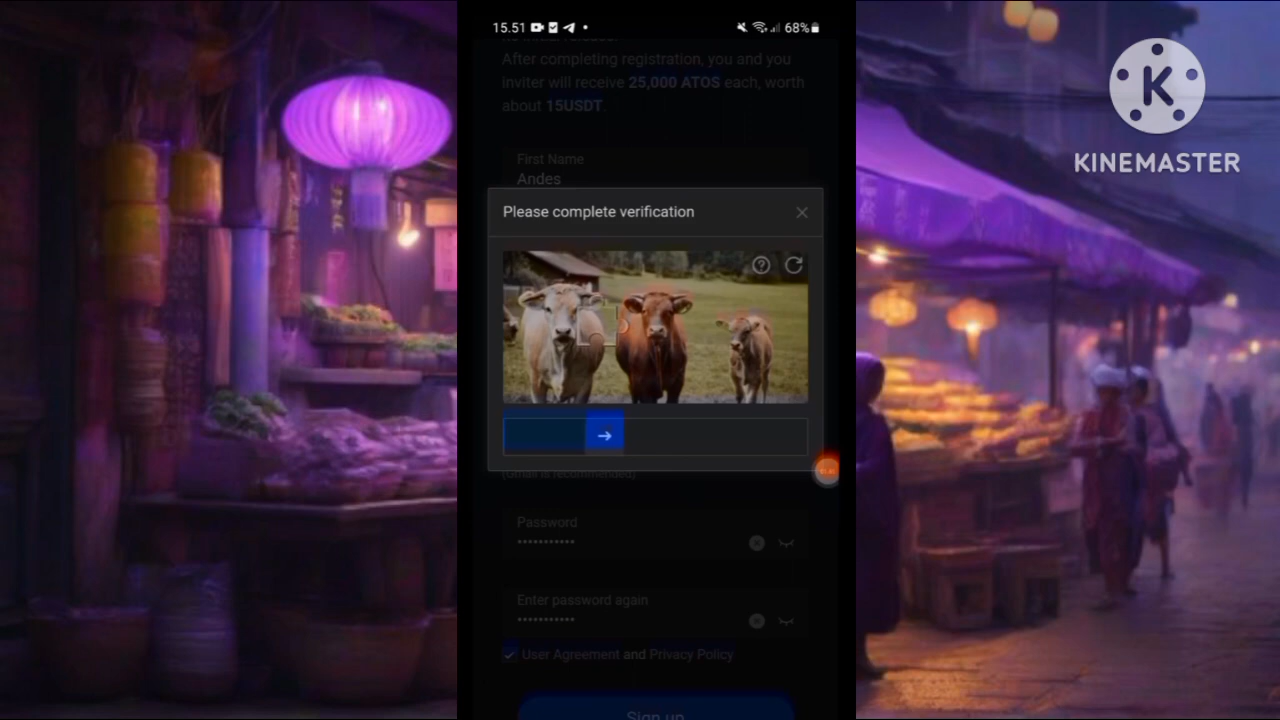 15.51
68%
After completing registration, you and you
inviter will receive 25,000 ATOS each, worth
about 15USDT.
First Name
Andes
Please complete verification
(Gmail is recommended)
Password
Enter password again
User Agreement and Privacy Policy
Sign up
K
KINEMASTER